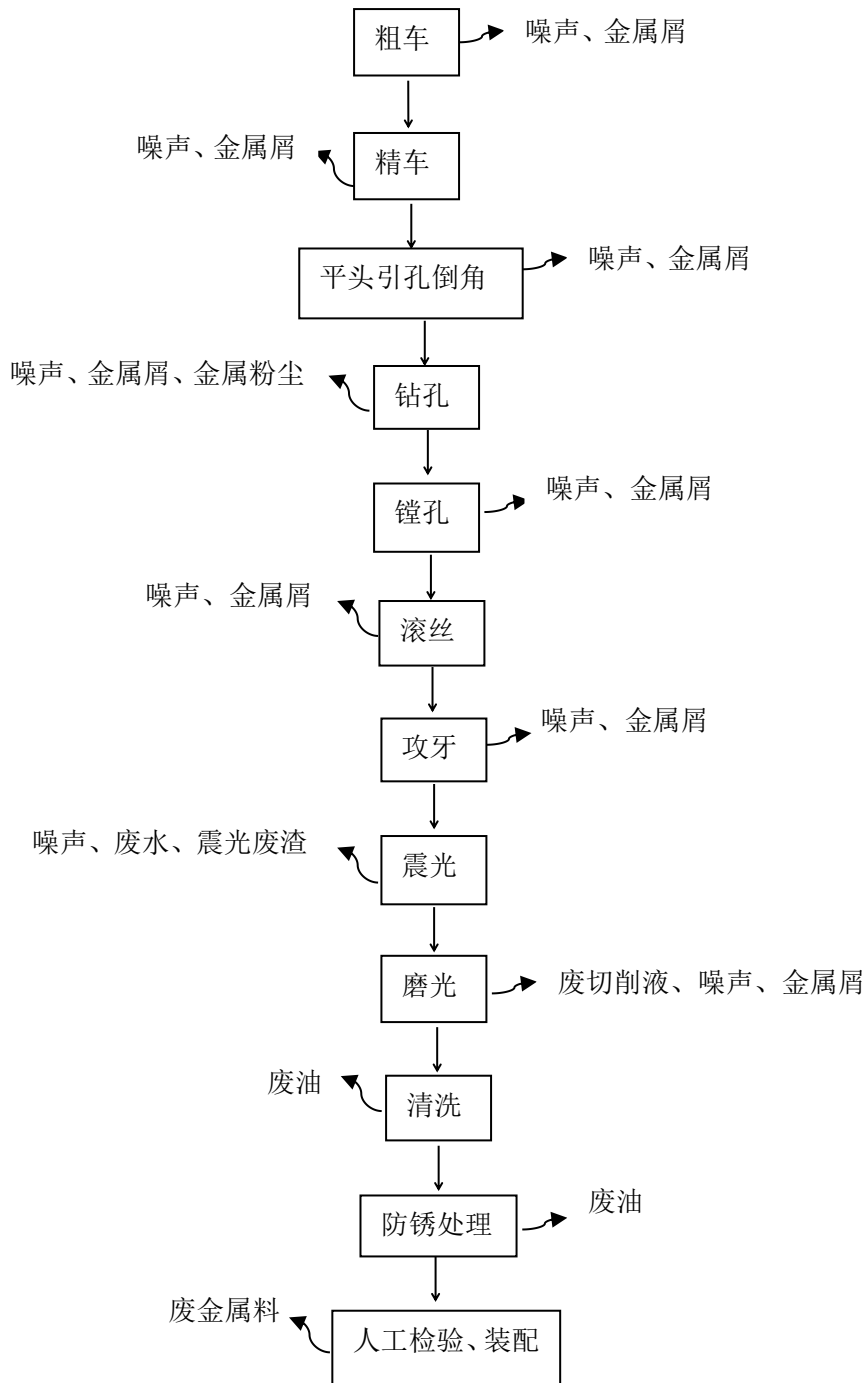 粗车
噪声、金属屑
噪声、金属屑
精车
平头引孔倒角
噪声、金属屑
噪声、金属屑、金属粉尘
钻孔
镗孔
噪声、金属屑
噪声、金属屑
滚丝
攻牙
噪声、金属屑
噪声、废水、震光废渣
震光
磨光
废切削液、噪声、金属屑
废油
清洗
防锈处理
废油
废金属料
人工检验、装配